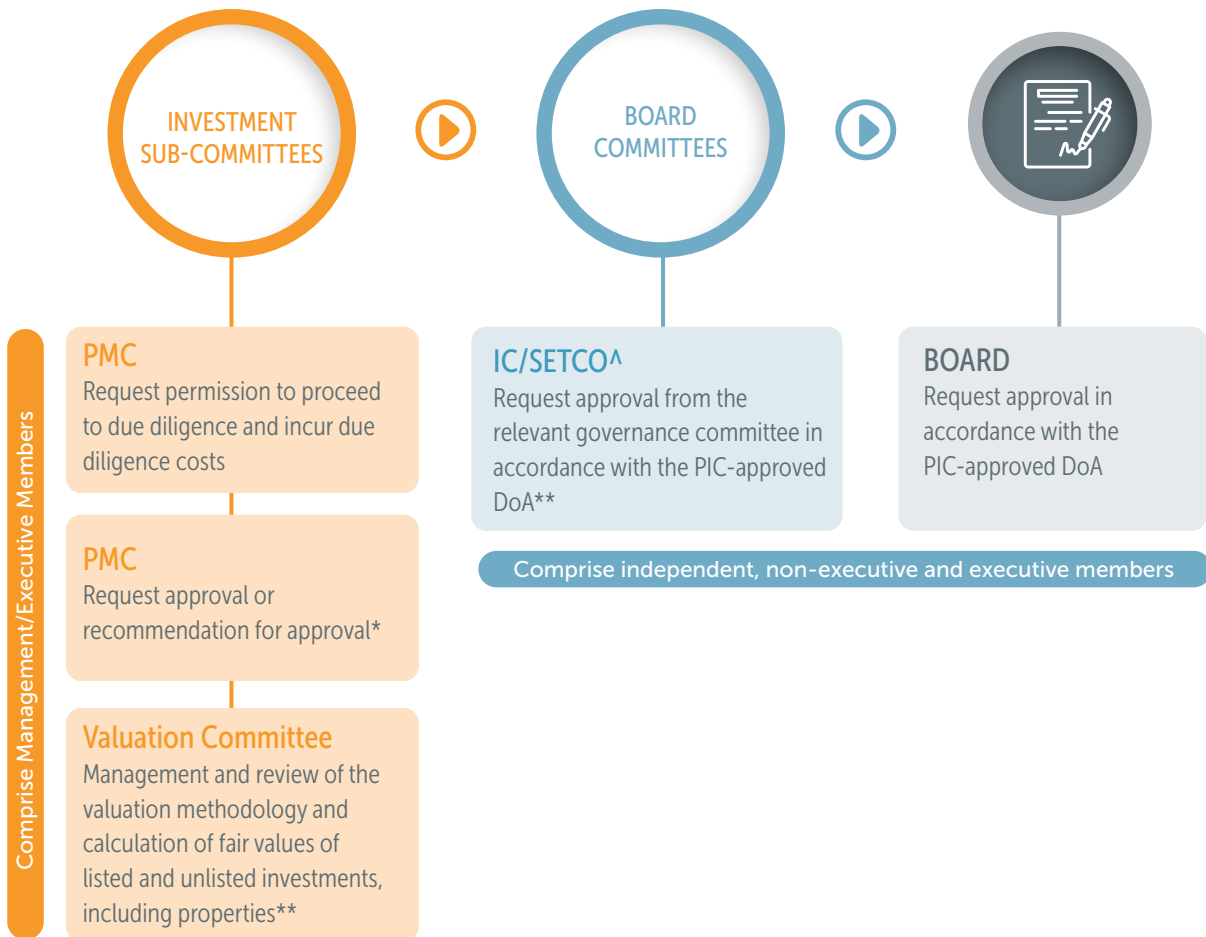 INVESTMENT
SUB-COMMITTEES
BOARD
COMMITTEES
Comprise Management/Executive Members
PMC
Request permission to proceed
to due diligence and incur due
diligence costs
PMC
Request approval or
recommendation for approval*
Valuation Committee
Management and review of the
valuation methodology and
calculation of fair values of
listed and unlisted investments,
including properties**
IC/SETCO^
Request approval from the
relevant governance committee in
accordance with the PIC-approved
DoA**
BOARD
Request approval in
accordance with the
PIC-approved DoA
Comprise independent, non-executive and executive members